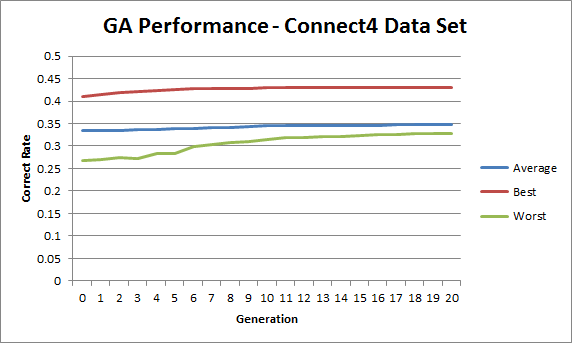 GA Performance - Connect4 Data Set
0.5
0.45
0.4
0.35
0.3
0.25
0.2
0.15
0.1
0.05
0
Correct Rate
0 1 2 3 4 5 6 7 8 9 10 11 12 13 14 15 16 17 18 19 20
Generation
Average
Best
Worst